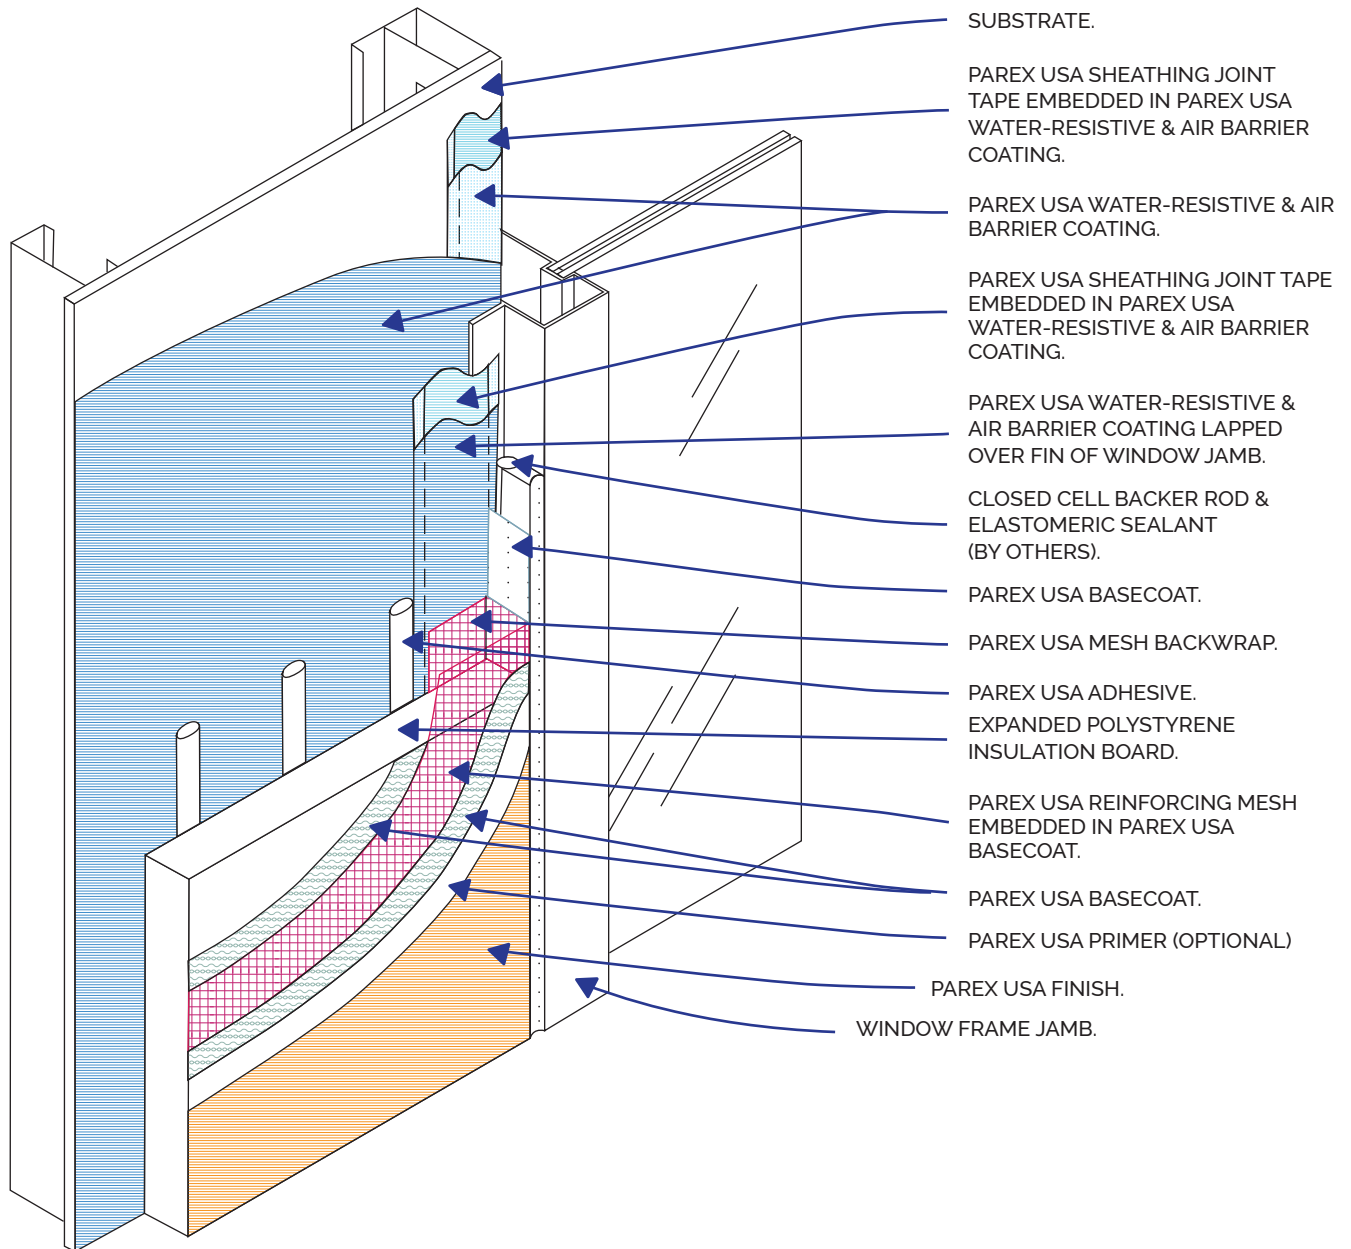 SUBSTRATE.
PAREX USA SHEATHING JOINT
TAPE EMBEDDED IN PAREX USA
WATER-RESISTIVE & AIR BARRIER
COATING.
PAREX USA WATER-RESISTIVE & AIR
BARRIER COATING.
PAREX USA SHEATHING JOINT TAPE
EMBEDDED IN PAREX USA
WATER-RESISTIVE & AIR BARRIER
COATING.
PAREX USA WATER-RESISTIVE &
AIR BARRIER COATING LAPPED
OVER FIN OF WINDOW JAMB.
CLOSED CELL BACKER ROD &
ELASTOMERIC SEALANT
(BY OTHERS).
PAREX USA BASECOAT.
PAREX USA MESH BACKWRAP.
PAREX USA ADHESIVE.
EXPANDED POLYSTYRENE
INSULATION BOARD.
PAREX USA REINFORCING MESH
EMBEDDED IN PAREX USA
BASECOAT.
PAREX USA BASECOAT.
PAREX USA PRIMER (OPTIONAL)
PAREX USA FINISH.
WINDOW FRAME JAMB.